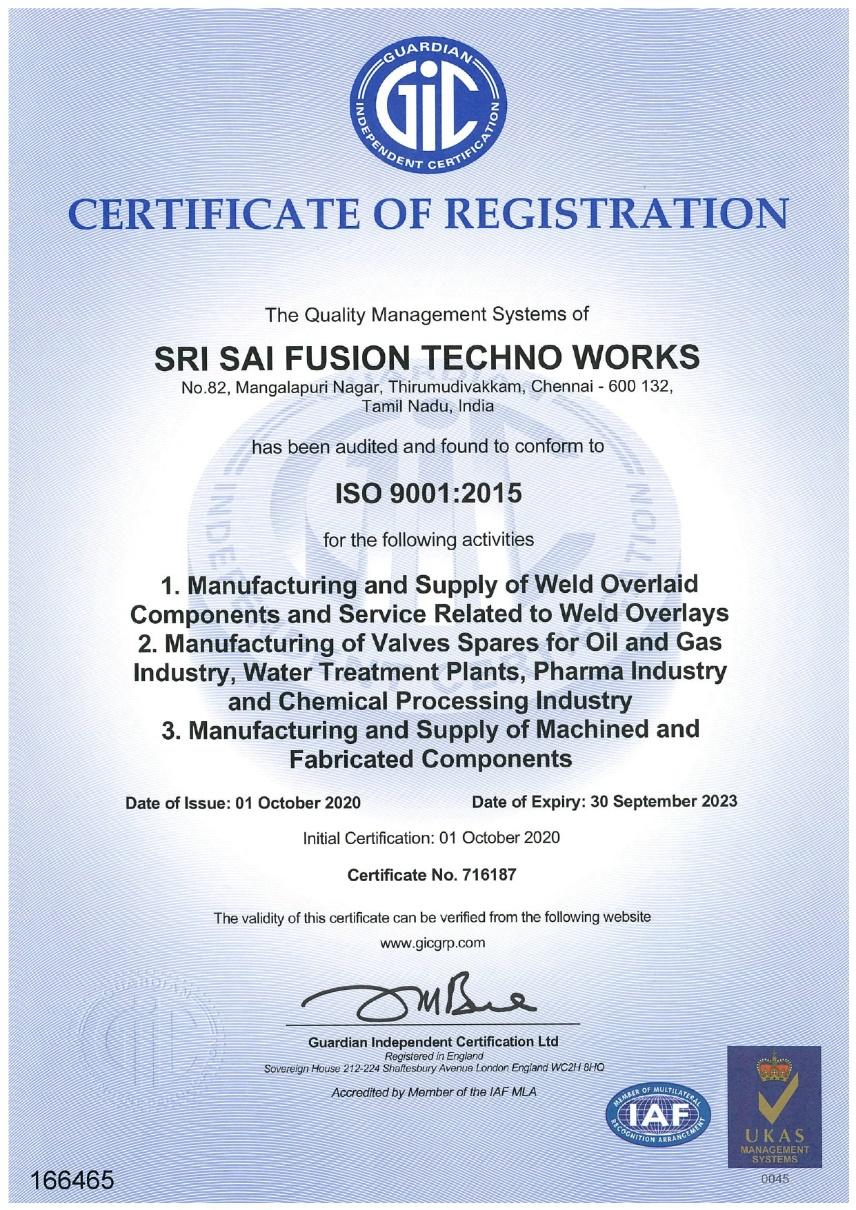 GUARDIAN
GIC
INDEPENDENT CERTIFICATION
CERTIFICATE OF REGISTRATION
The Quality Management Systems of
SRI SAI FUSION TECHNO WORKS
No.82, Mangalapuri Nagar, Thirumudivakkam, Chennai - 600 132,
Tamil Nadu, India
has been audited and found to conform to
ISO 9001:2015
for the following activities
1. Manufacturing and Supply of Weld Overlaid
Components and Service Related to Weld Overlays
2. Manufacturing of Valves Spares for Oil and Gas
Industry, Water Treatment Plants, Pharma Industry
and Chemical Processing Industry
3. Manufacturing and Supply of Machined and
Fabricated Components
Date of Issue: 01 October 2020 Date of Expiry: 30 September 2023
Initial Certification: 01 October 2020
Certificate No. 716187
The validity of this certificate can be verified from the following website
www.gicgrp.com
Guardian Independent Certification Ltd
Registered in England
Sovereign House 212-224 Shaftesbury Avenue London England WC2H 8HQ
Accredited by Member of the IAF MLA
MEMBER OF MULTILATERAL
IAF
RECOGNITION ARRANGEMENT
UKAS
MANAGEMENT
SYSTEMS
0045
166465